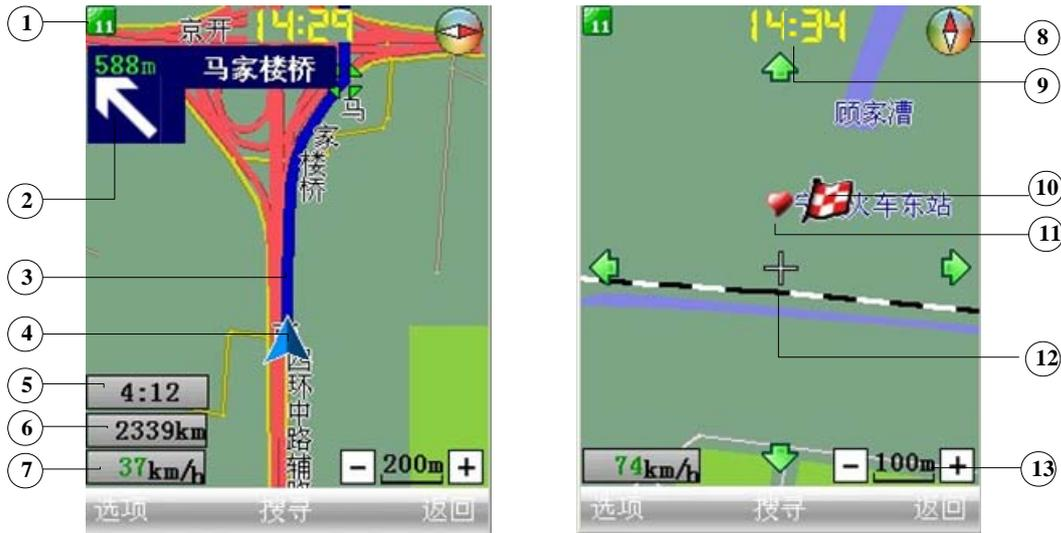 11
14:29
京开
588m
马家楼桥
马家楼桥
四环中路辅路
4:12
2339km
37km/h
200m
选项 搜寻 返回
1
2
3
4
5
6
7
11
14:34
顾家漕
火车东站
74km/h
100m
选项 搜寻 返回
8
9
10
11
12
13